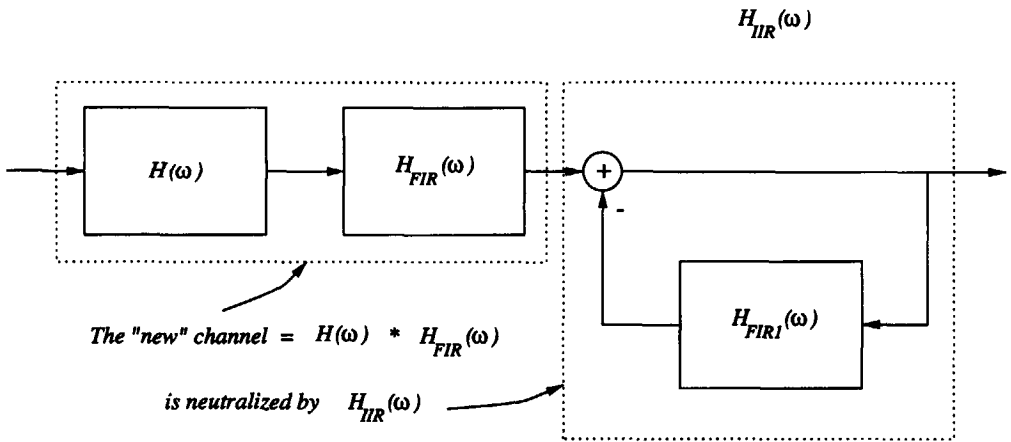 H_IIR(ω)
H(ω)
H_FIR(ω)
+
-
H_FIR1(ω)
The "new" channel = H(ω) * H_FIR(ω)
is neutralized by H_IIR(ω)